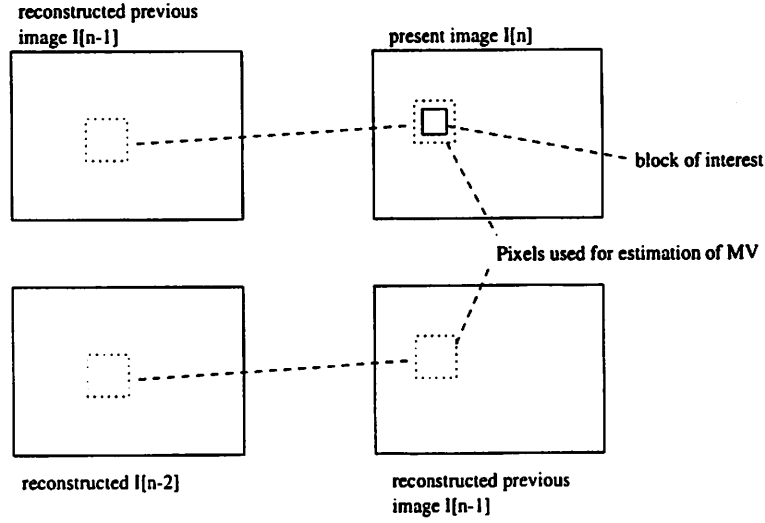 reconstructed previous
image I[n-1]
present image I[n]
block of interest
Pixels used for estimation of MV
reconstructed I[n-2]
reconstructed previous
image I[n-1]